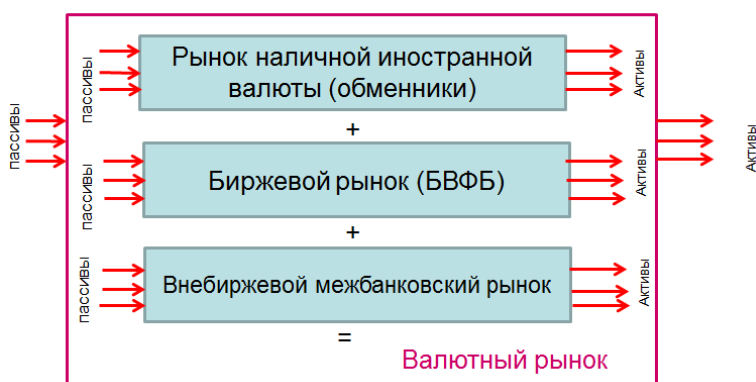 пассивы
пассивы
Рынок наличной иностранной
валюты (обменники)
Активы
+
пассивы
Биржевой рынок (БВФБ)
Активы
Активы
+
пассивы
Внебиржевой межбанковский рынок
Активы
=
Валютный рынок